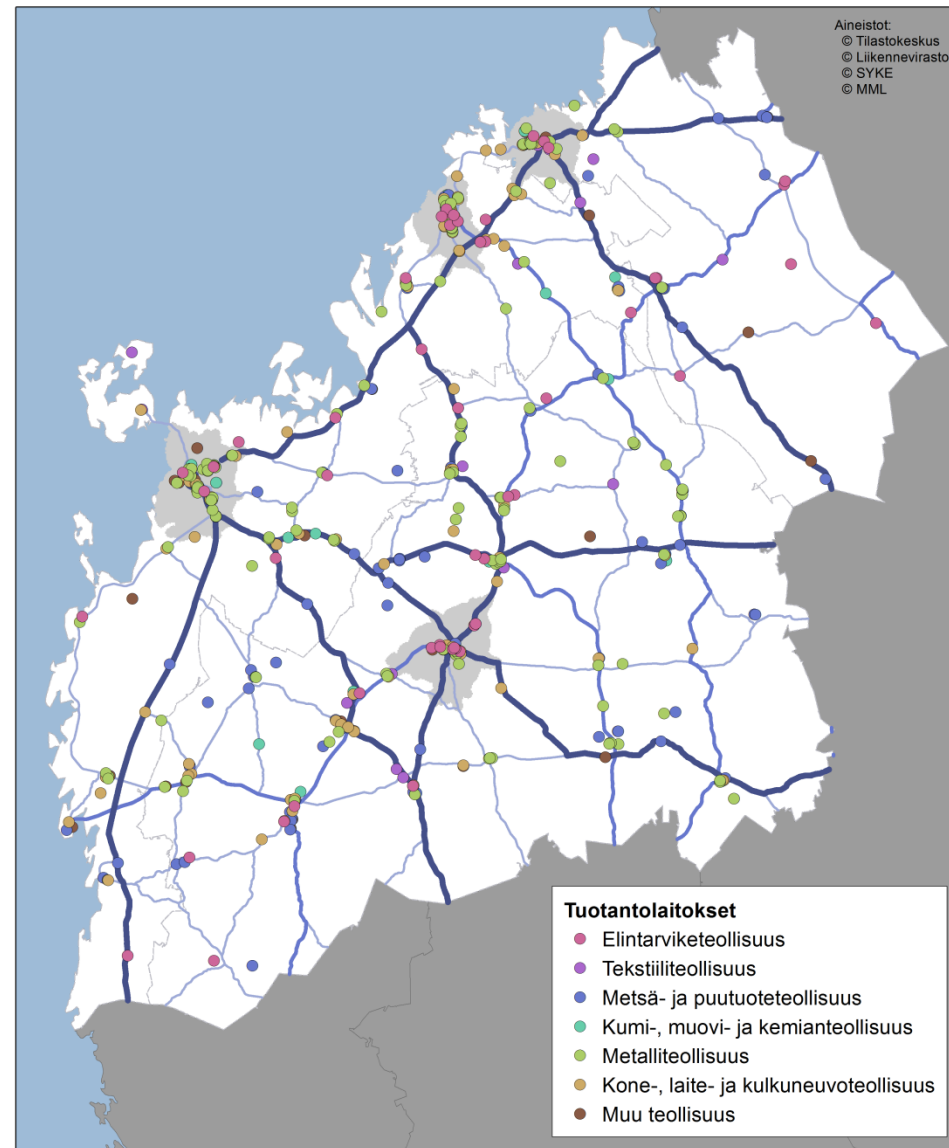 Aineistot:
© Tilastokeskus
© Liikennevirasto
© SYKE
© MML
Tuotantolaitokset
Elintarviketeollisuus
Tekstiiliteollisuus
Metsä- ja puutuoteteollisuus
Kumi-, muovi- ja kemianteollisuus
Metalliteollisuus
Kone-, laite- ja kulkuneuvoteollisuus
Muu teollisuus